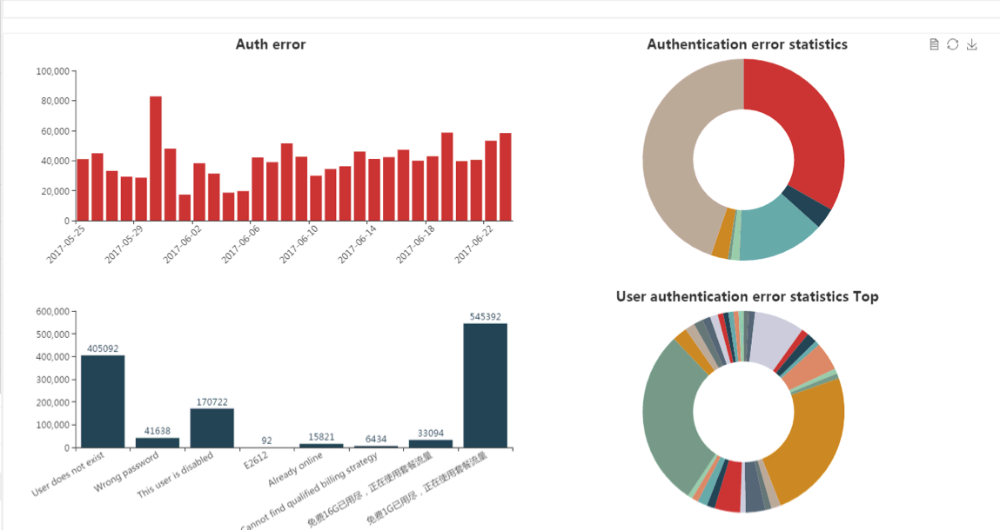 Auth error
100,000
80,000
60,000
40,000
20,000
0
2017-05-25
2017-05-29
2017-06-02
2017-06-06
2017-06-10
2017-06-14
2017-06-18
2017-06-22
Authentication error statistics
600,000
500,000
400,000
300,000
200,000
100,000
0
405092
41638
170722
92
15821
6434
33094
545392
User does not exist
Wrong password
This user is disabled
E2612
Already online
Cannot find qualified billing strategy
免费16G已用尽，正在使用套餐流量
免费1G已用尽，正在使用套餐流量
User authentication error statistics Top